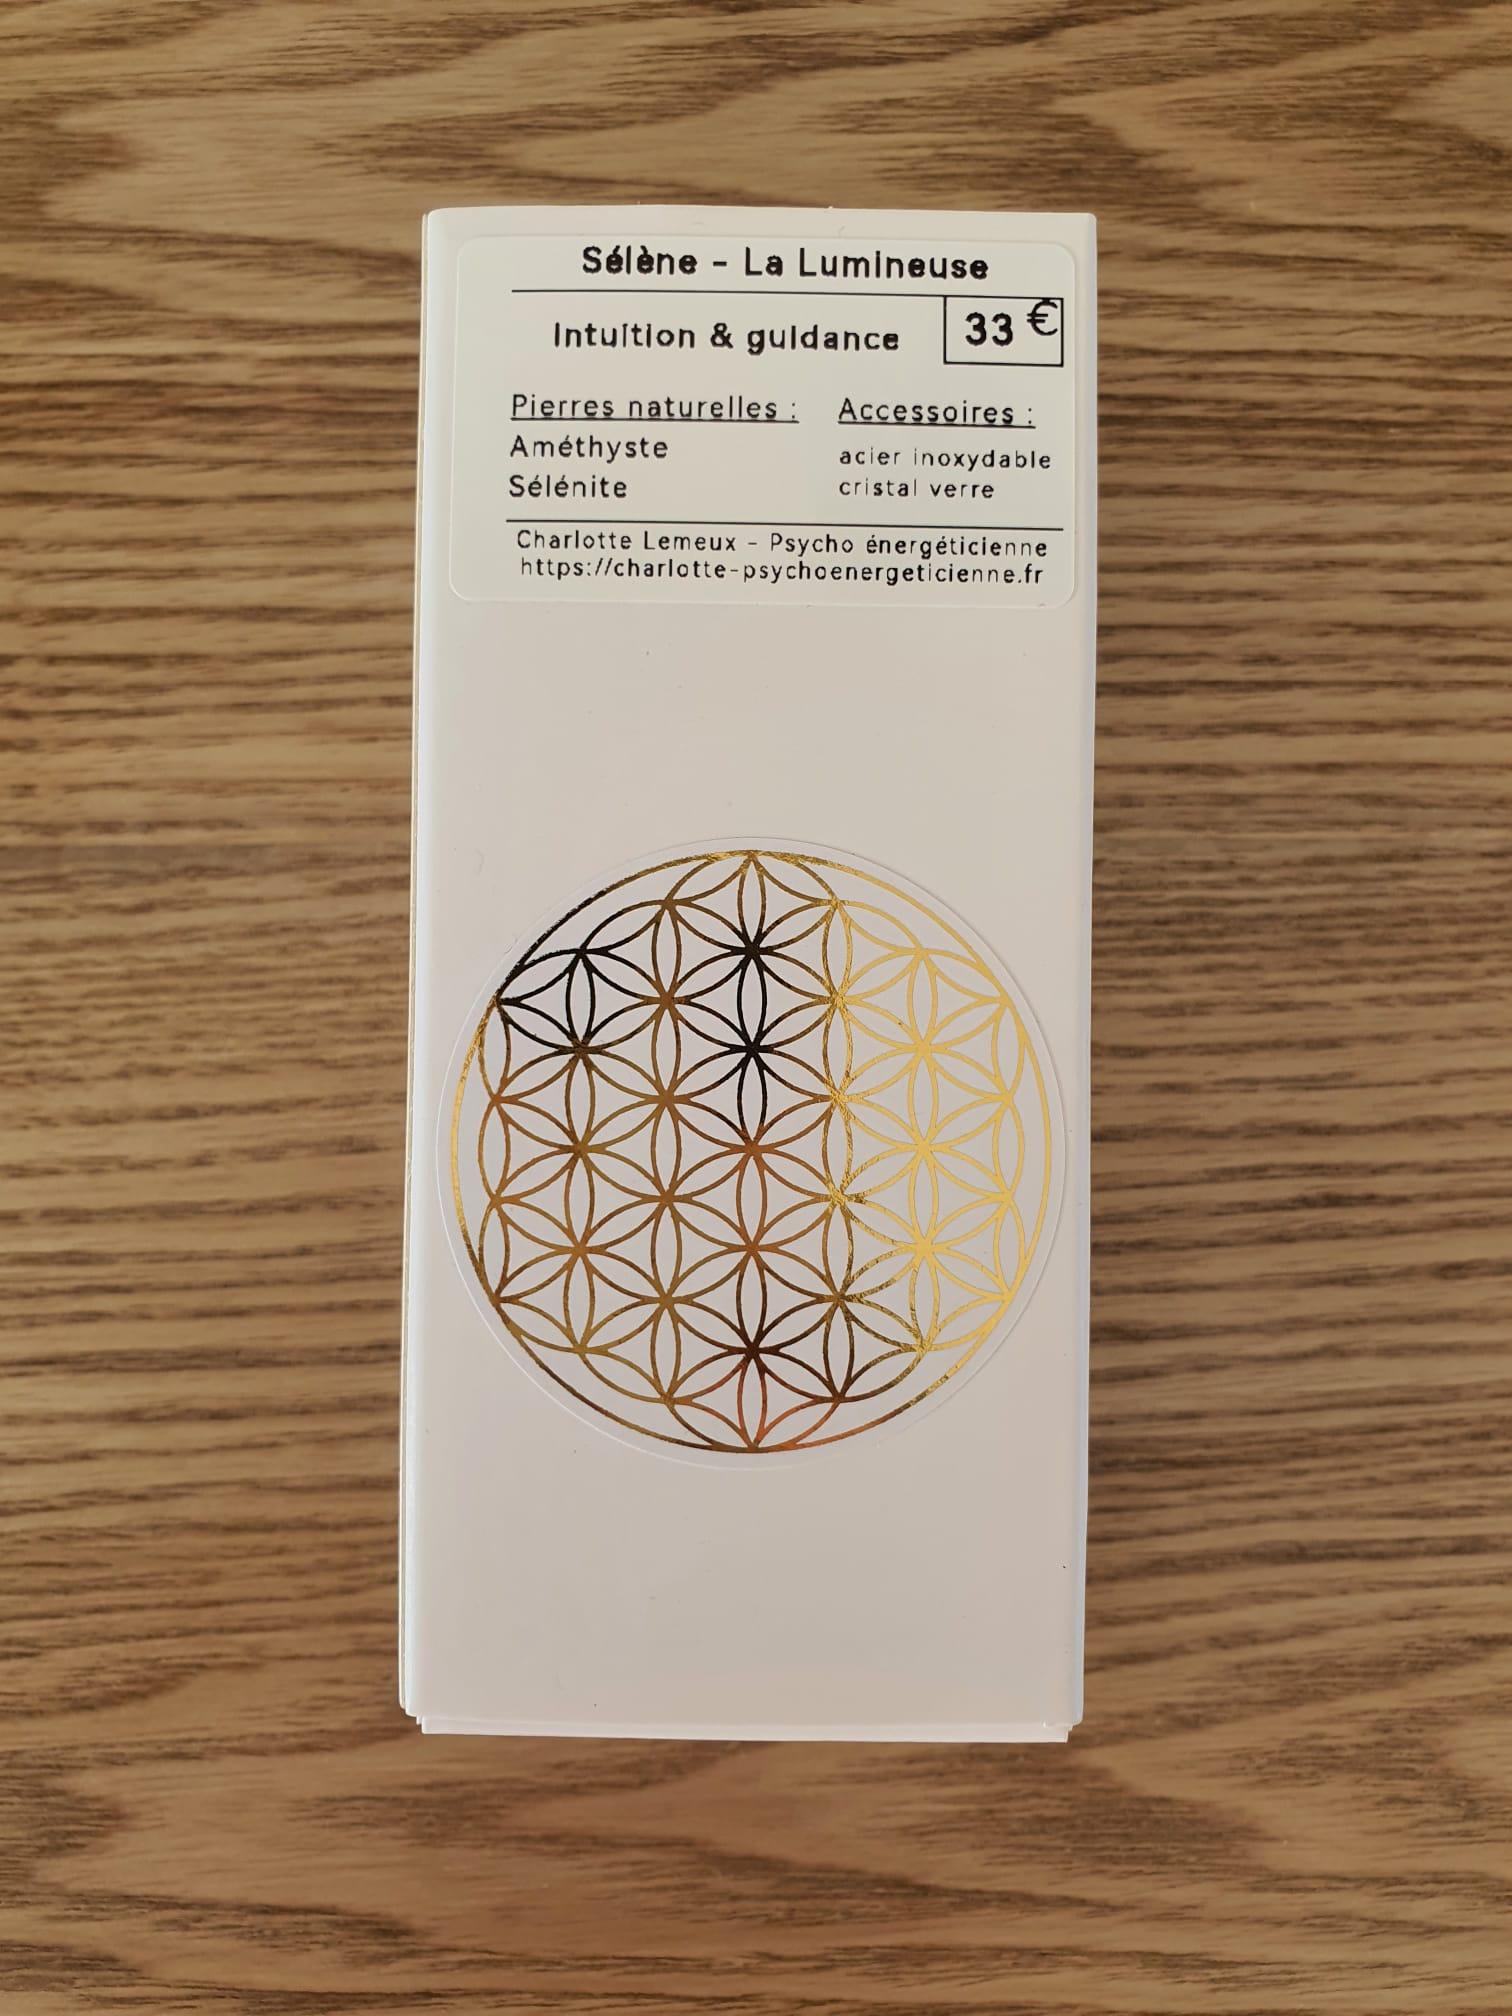 Sélène - La Lumineuse
Intuition & guidance
33 €
Pierres naturelles :
Améthyste
Sélénite
Accessoires :
acier inoxydable
cristal verre
Charlotte Lemeux - Psycho énergéticienne
https://charlotte-psychoenergeticienne.fr